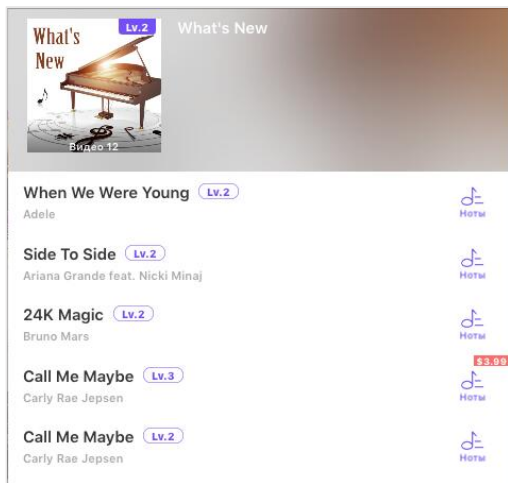 What's
New
Lv.2
Видео 12
What's New
When We Were Young Lv.2
Adele
Ноты
Side To Side Lv.2
Ariana Grande feat. Nicki Minaj
Ноты
24K Magic Lv.2
Bruno Mars
Ноты
$3.99
Call Me Maybe Lv.3
Carly Rae Jepsen
Ноты
Call Me Maybe Lv.2
Carly Rae Jepsen
Ноты